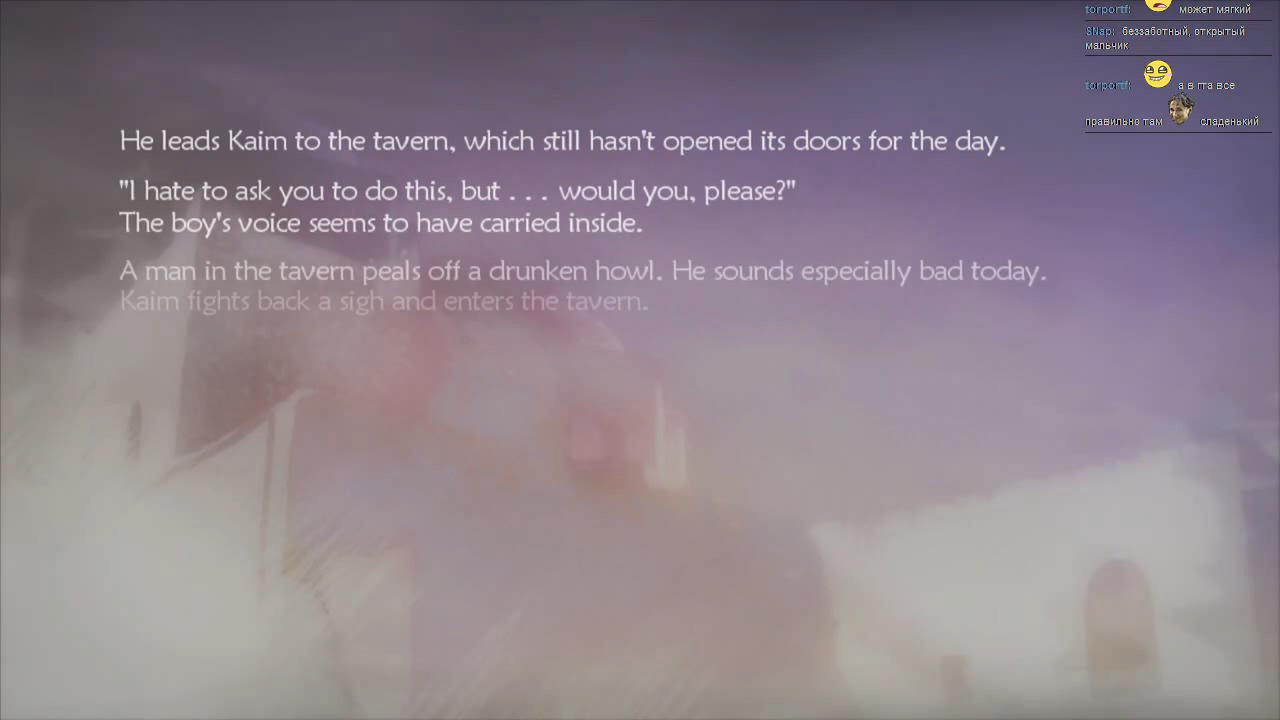 He leads Kaim to the tavern, which still hasn't opened its doors for the day.
"I hate to ask you to do this, but . . . would you, please?"
The boy's voice seems to have carried inside.
A man in the tavern peals off a drunken howl. He sounds especially bad today.
Kaim fights back a sigh and enters the tavern.
torportf: может мягкий
8Nap: беззаботный, открытый
мальчик
torportf: а в гта все
правильно там сладенький